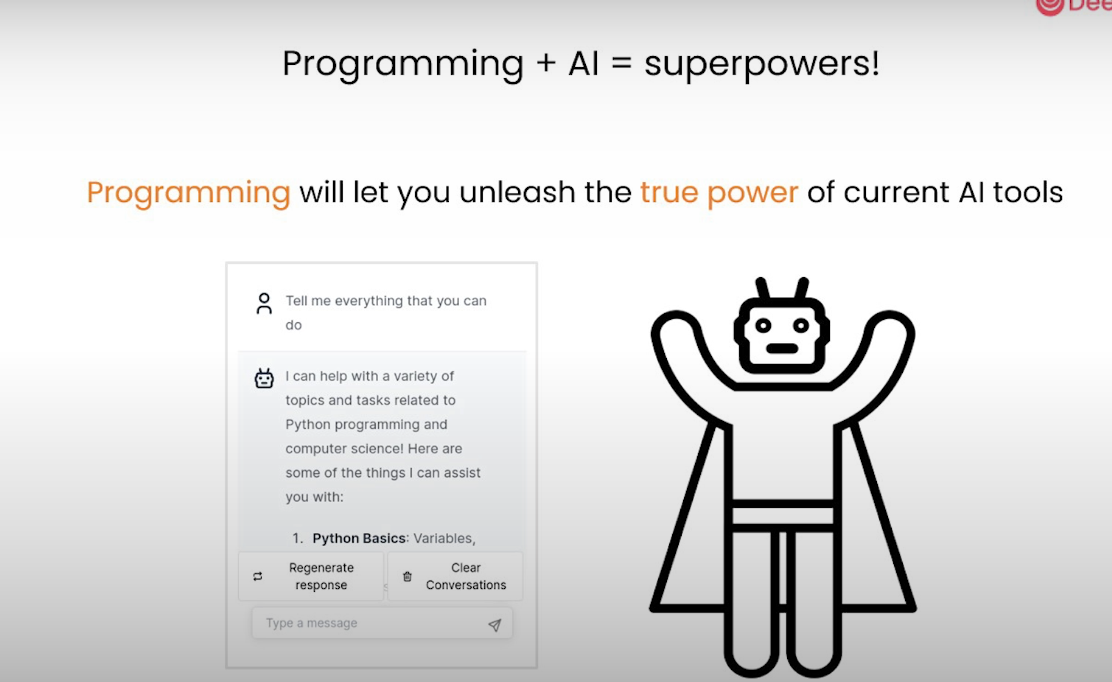 Dee
Programming + AI = superpowers!
Programming will let you unleash the true power of current AI tools
Tell me everything that you can
do
I can help with a variety of
topics and tasks related to
Python programming and
computer science! Here are
some of the things I can assist
you with:
1. Python Basics: Variables,
Regenerate
response
Clear
Conversations
Type a message